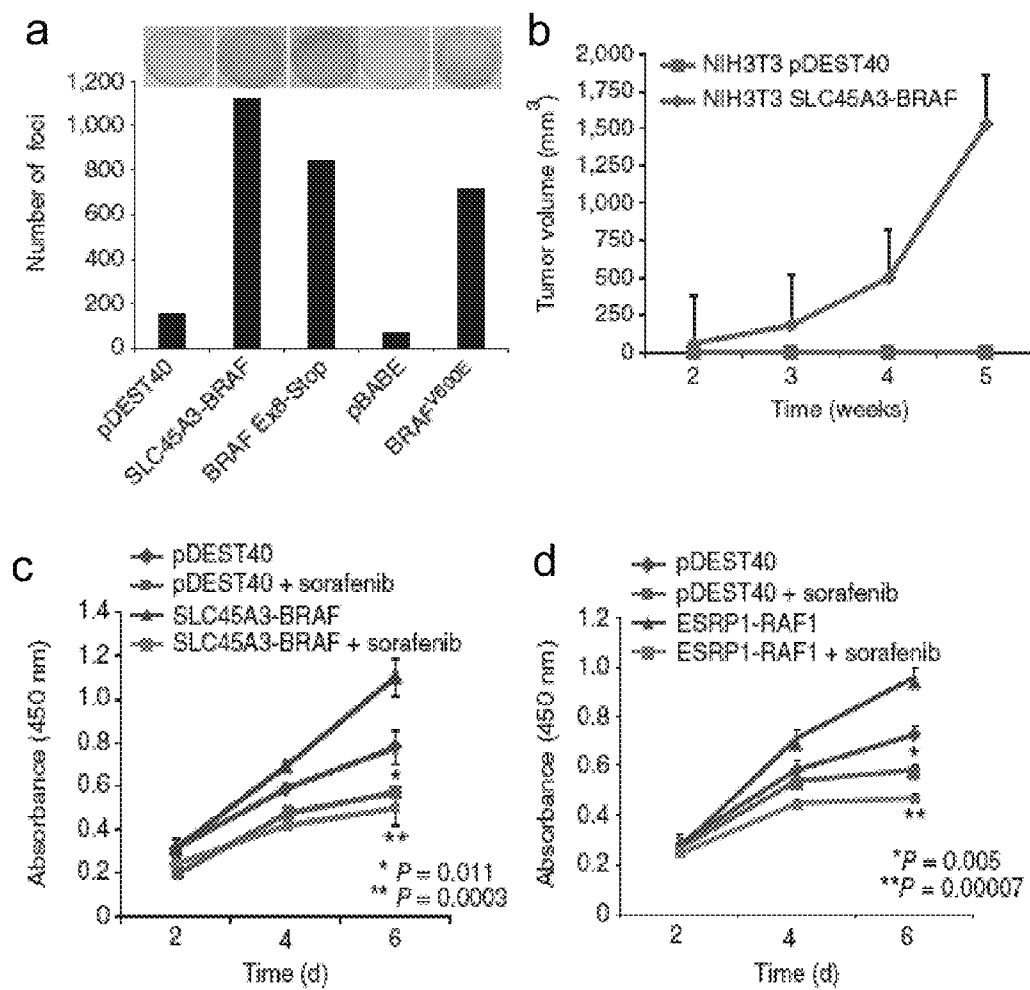 a
1,200
1,000
800
600
400
200
0
Number of foci
pDEST40
SLC45A3-BRAF
BRAF Ex8-Stop
pBABE
BRAFV600E
b
2,000
1,750
1,500
1,250
1,000
750
500
250
0
Tumor volume (mm3)
NIH3T3 pDEST40
NIH3T3 SLC45A3-BRAF
2 3 4 5
Time (weeks)
c
pDEST40
pDEST40 + sorafenib
SLC45A3-BRAF
SLC45A3-BRAF + sorafenib
1.4
1.2
1.0
0.8
0.6
0.4
0.2
0
Absorbance (450 nm)
*
**
* P = 0.011
** P = 0.0003
2 4 6
Time (d)
d
pDEST40
pDEST40 + sorafenib
ESRP1-RAF1
ESRP1-RAF1 + sorafenib
1.2
1.0
0.8
0.6
0.4
0.2
0
Absorbance (450 nm)
*
**
*P = 0.005
**P = 0.00007
2 4 6
Time (d)